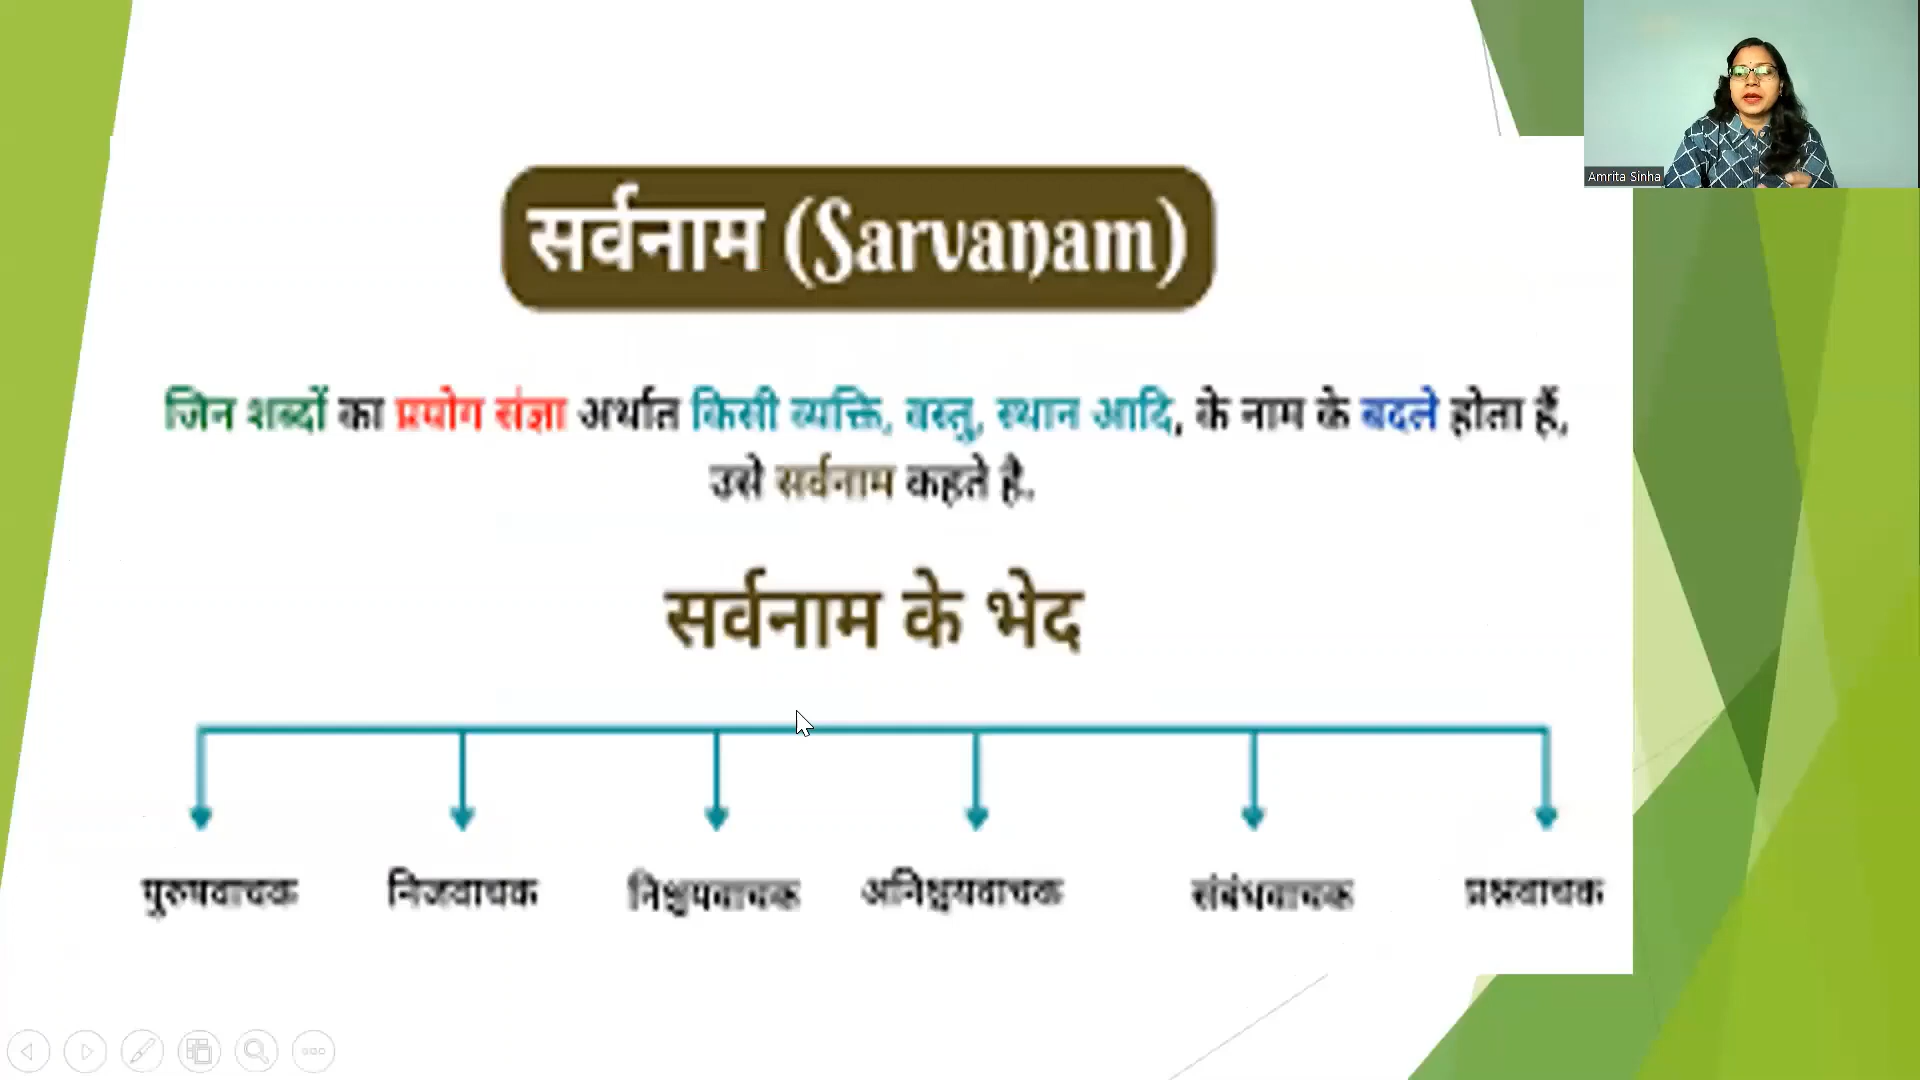 Amrita Sinha
सर्वनाम (Sarvanam)
जिन शब्दों का प्रयोग संज्ञा अर्थात किसी व्यक्ति, वस्तु, स्थान आदि, के नाम के बदले होता हैं,
उसे सर्वनाम कहते है.
सर्वनाम के भेद
पुरुषवाचक निजवाचक निश्चयवाचक अनिश्चयवाचक संबंधवाचक प्रश्नवाचक